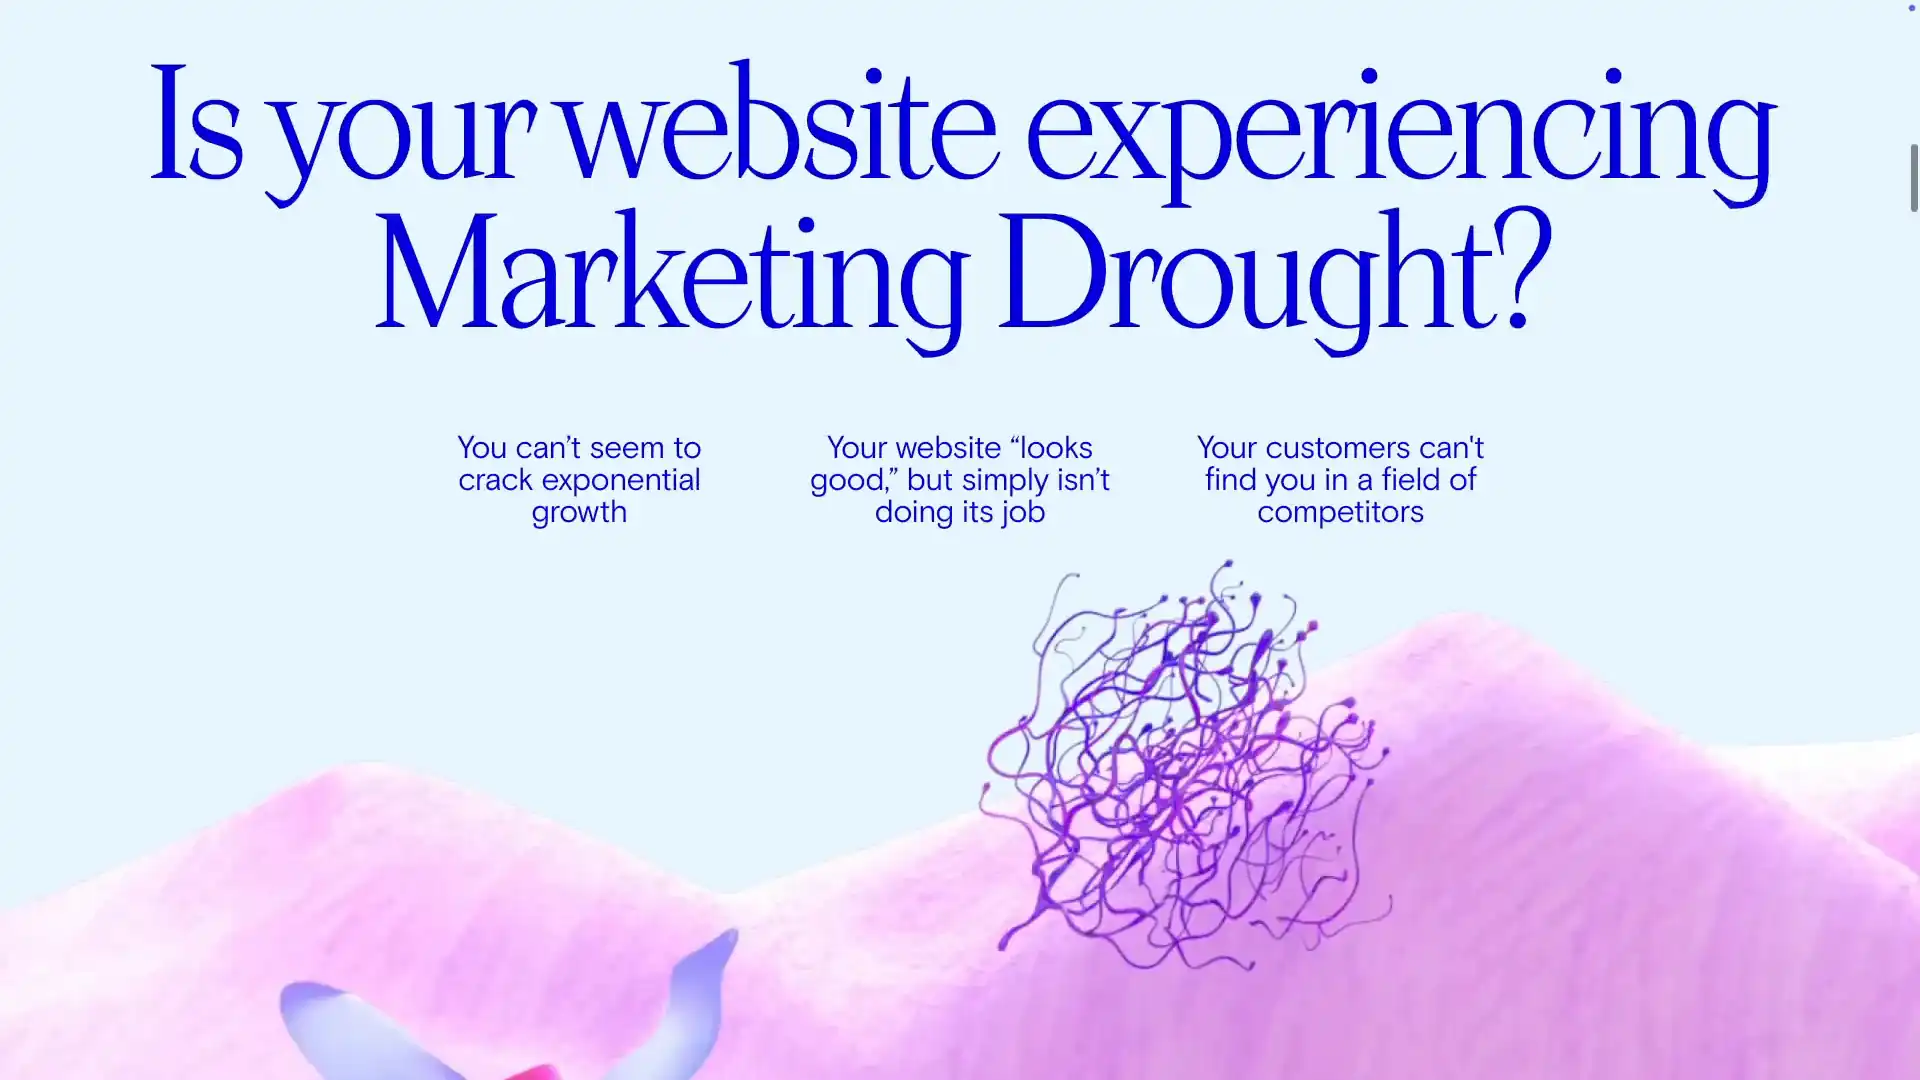 Is your website experiencing
Marketing Drought?
You can’t seem to
crack exponential
growth
Your website “looks
good,” but simply isn’t
doing its job
Your customers can't
find you in a field of
competitors